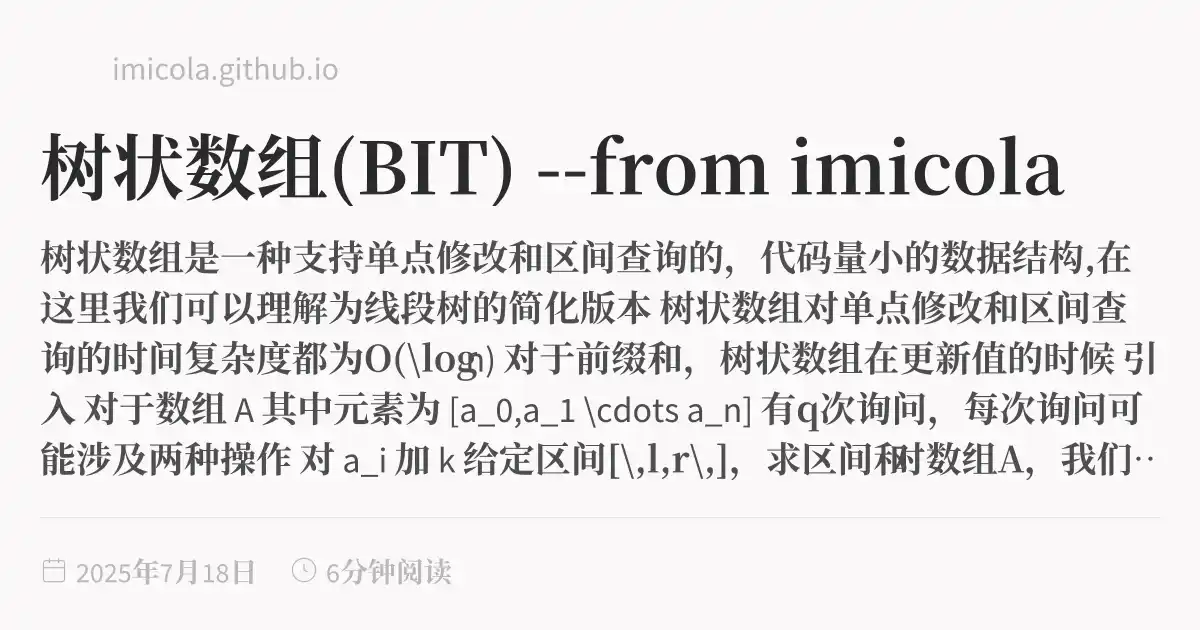 imicola.github.io
树状数组(BIT) --from imicola
树状数组是一种支持单点修改和区间查询的，代码量小的数据结构,在
这里我们可以理解为线段树的简化版本 树状数组对单点修改和区间查
询的时间复杂度都为O(\logn) 对于前缀和，树状数组在更新值的时候 引
入 对于数组 A 其中元素为 [a_0,a_1 \cdots a_n] 有q次询问，每次询问可
能涉及两种操作 对 a_i 加 k 给定区间[\,l,r\,]，求区间和对数组A，我们…
2025年7月18日 6分钟阅读